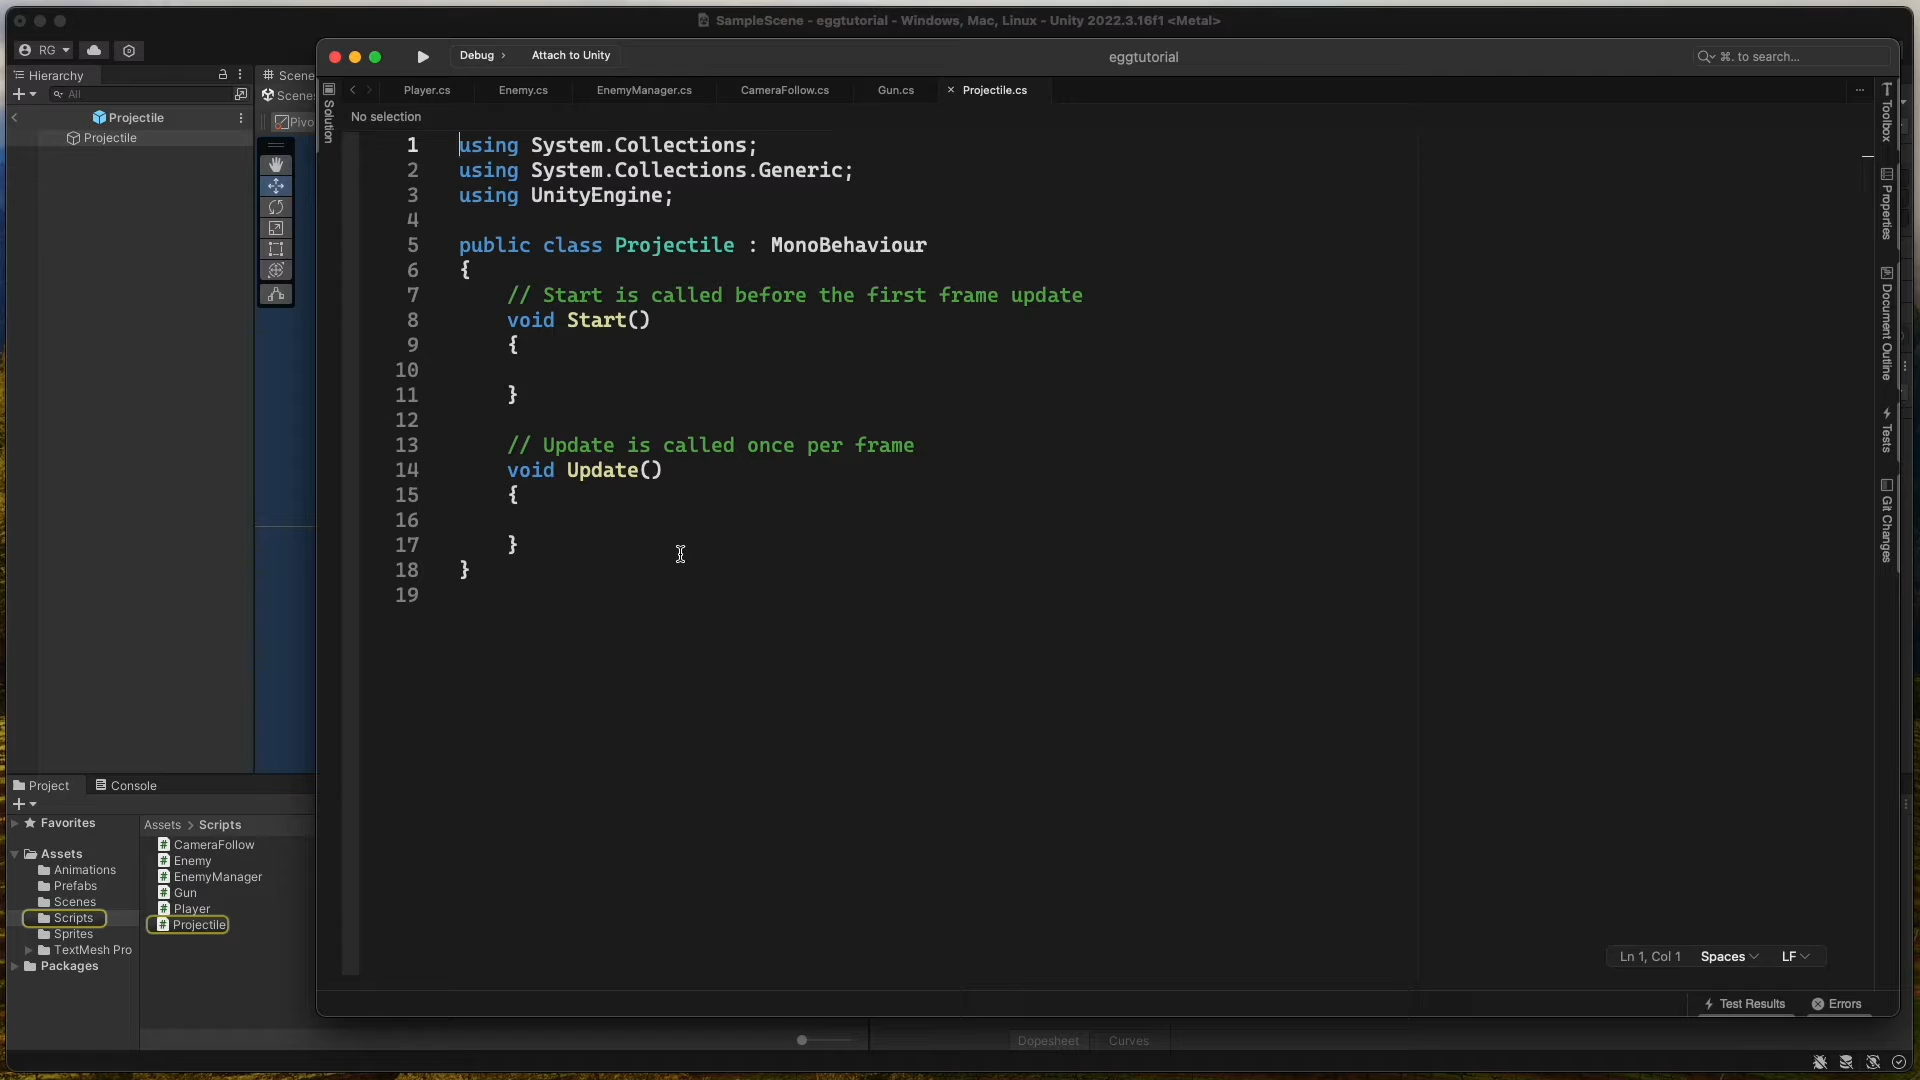 SampleScene - eggtutorial - Windows, Mac, Linux - Unity 2022.3.16f1 <Metal>
RG
Debug
Attach to Unity
eggtutorial
⌘. to search...
Hierarchy
Scene
All
Scene
Projectile
Projectile
Pivo
Solution
Player.cs
Enemy.cs
EnemyManager.cs
CameraFollow.cs
Gun.cs
Projectile.cs
No selection
1 using System.Collections;
2 using System.Collections.Generic;
3 using UnityEngine;
4
5 public class Projectile : MonoBehaviour
6 {
7 // Start is called before the first frame update
8 void Start()
9 {
10
11 }
12
13 // Update is called once per frame
14 void Update()
15 {
16
17 }
18 }
19
Toolbox
Properties
Document Outline
Tests
Git Changes
Project
Console
Favorites
Assets
Animations
Prefabs
Scenes
Scripts
Sprites
TextMesh Pro
Packages
Assets > Scripts
CameraFollow
Enemy
EnemyManager
Gun
Player
Projectile
Ln 1, Col 1
Spaces
LF
Test Results
Errors
Dopesheet
Curves